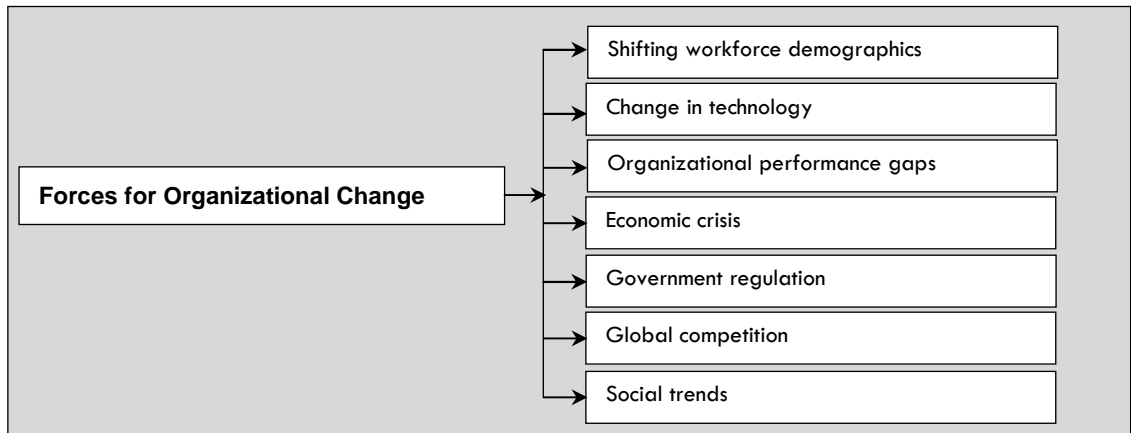 Forces for Organizational Change
Shifting workforce demographics
Change in technology
Organizational performance gaps
Economic crisis
Government regulation
Global competition
Social trends